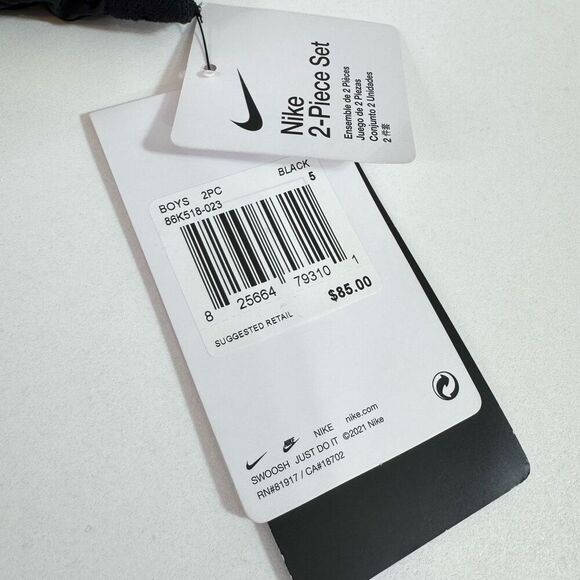 Nike
2-Piece Set
Ensemble de 2 Pièces
Juego de 2 Piezas
Conjunto 2 Unidades
2 件套
BOYS 2PC BLACK 5
86K518-023
8 25664 79310 1
SUGGESTED RETAIL $85.00
NIKE nike.com
SWOOSH JUST DO IT ©2021 Nike
RN#81917 / CA#18702